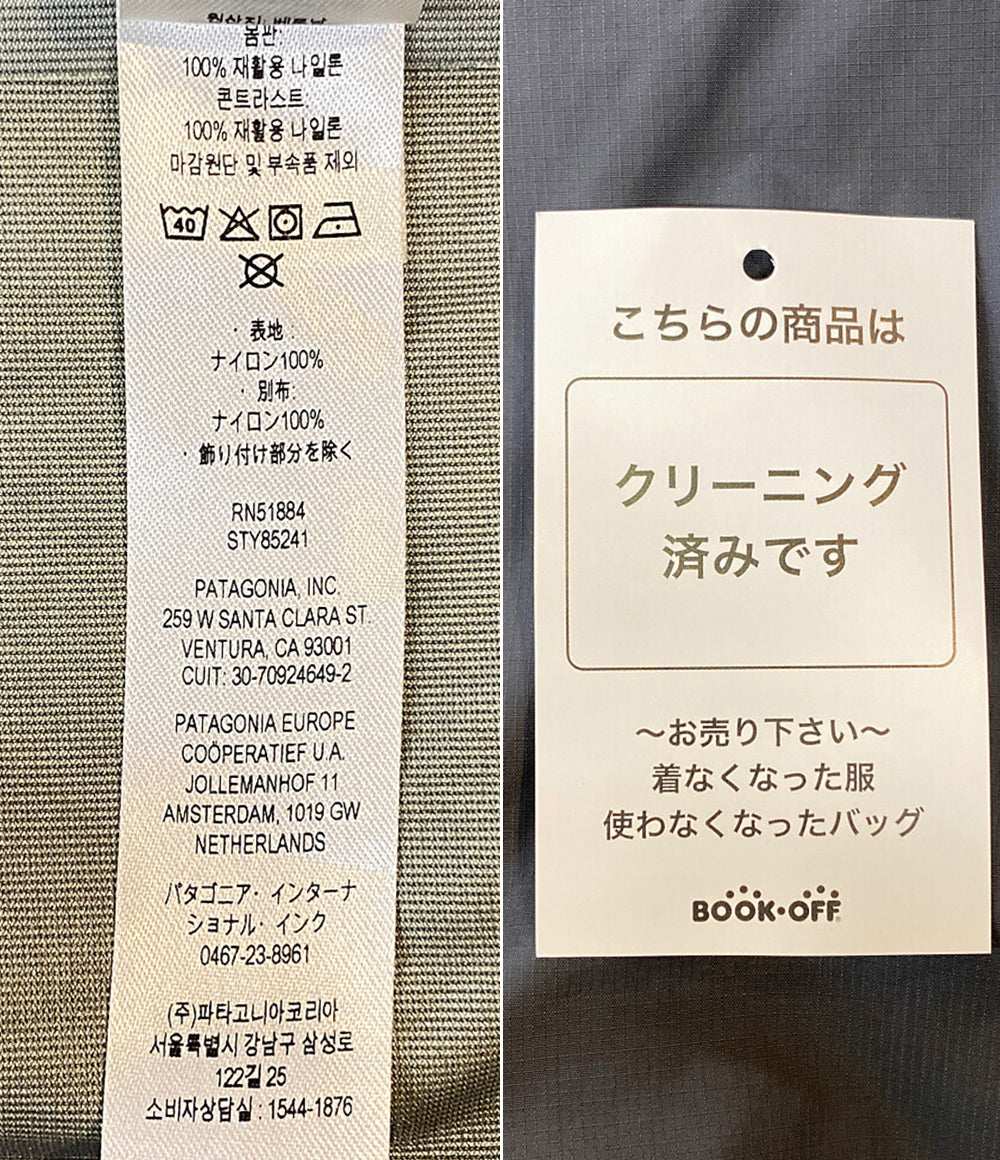 몸판:
100% 재활용 나일론
콘트라스트:
100% 재활용 나일론
마감원단 및 부속품 제외
40
· 表地 :
ナイロン100%
· 別布:
ナイロン100%
· 飾り付け部分を除く
RN51884
STY85241
PATAGONIA, INC.
259 W SANTA CLARA ST.
VENTURA, CA 93001
CUIT: 30-70924649-2
PATAGONIA EUROPE
COÖPERATIEF U.A.
JOLLEMANHOF 11
AMSTERDAM, 1019 GW
NETHERLANDS
パタゴニア・インターナ
ショナル・インク
0467-23-8961
(주)파타고니아코리아
서울특별시 강남구 삼성로
122길 25
소비자상담실 : 1544-1876
こちらの商品は
クリーニング
済みです
〜お売り下さい〜
着なくなった服
使わなくなったバッグ
BOOK·OFF